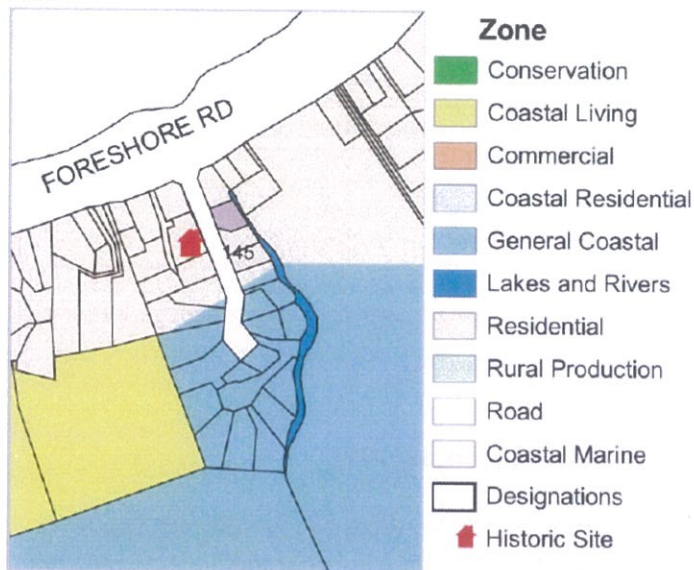 FORESHORE RD
145
Zone
Conservation
Coastal Living
Commercial
Coastal Residential
General Coastal
Lakes and Rivers
Residential
Rural Production
Road
Coastal Marine
Designations
Historic Site